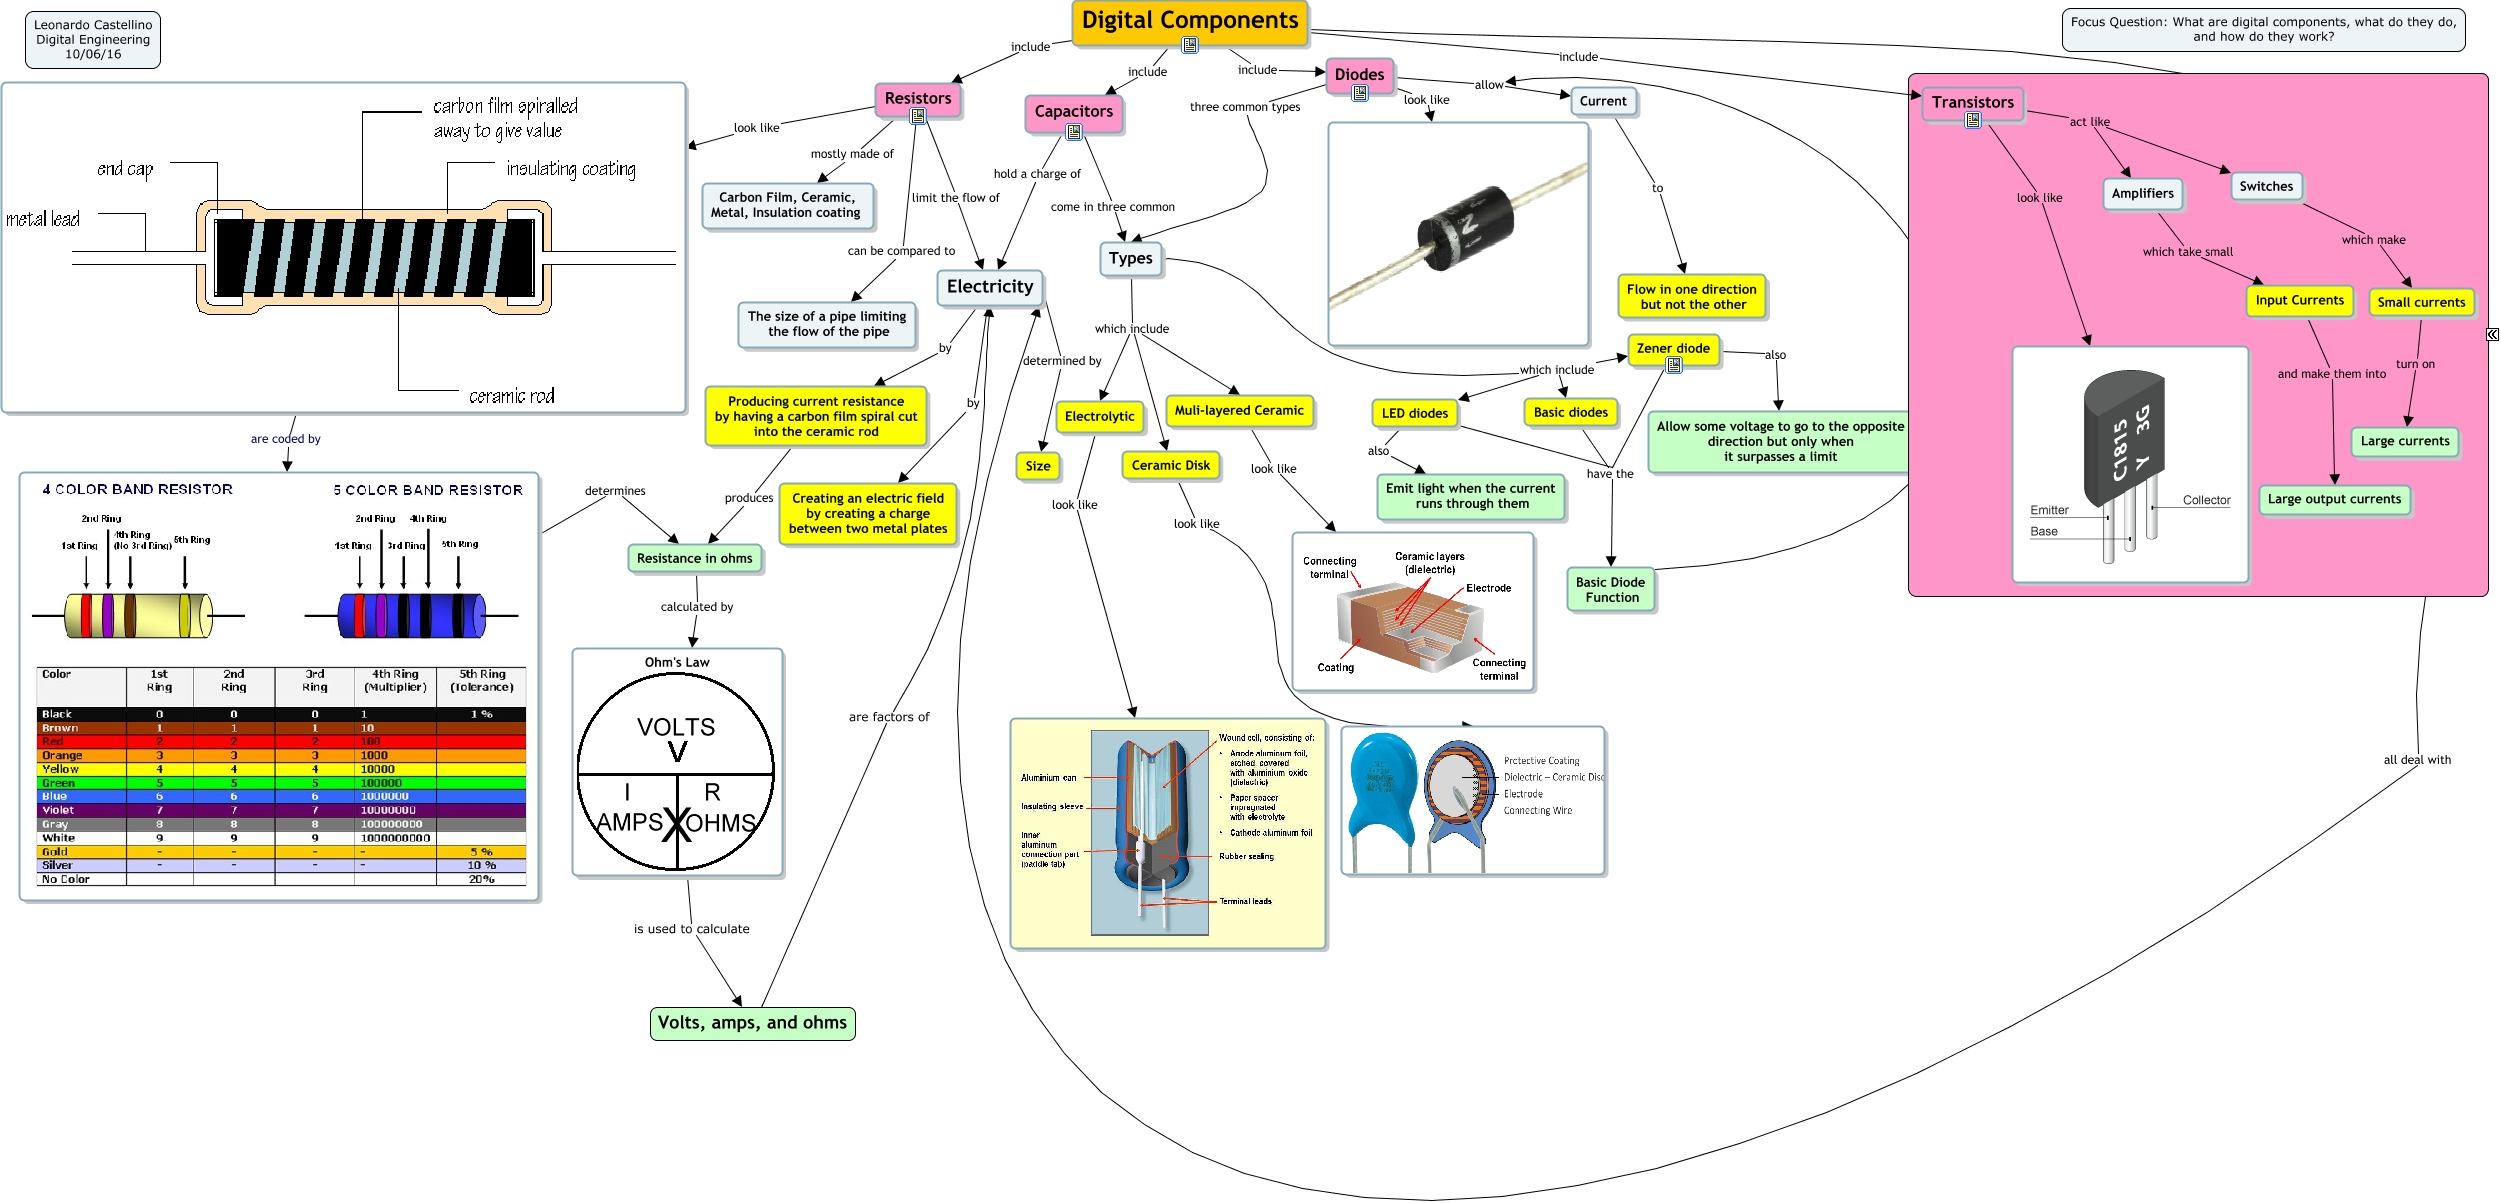 Leonardo Castellino
Digital Engineering
10/06/16
Digital Components
Focus Question: What are digital components, what do they do,
and how do they work?
include
include
include
include
Resistors
Capacitors
Diodes
Transistors
look like
carbon film spiralled
away to give value
end cap
insulating coating
metal lead
ceramic rod
mostly made of
Carbon Film, Ceramic,
Metal, Insulation coating
limit the flow of
can be compared to
The size of a pipe limiting
the flow of the pipe
hold a charge of
come in three common
three common types
Electricity
Types
look like
allow
Current
to
Flow in one direction
but not the other
act like
look like
Amplifiers
Switches
which take small
which make
Input Currents
Small currents
and make them into
turn on
Large output currents
Large currents
C1815
Y 3G
Emitter
Base
Collector
by
by
determined by
Producing current resistance
by having a carbon film spiral cut
into the ceramic rod
Creating an electric field
by creating a charge
between two metal plates
Size
which include
Electrolytic
Muli-layered Ceramic
Ceramic Disk
which include
Zener diode
also
LED diodes
Basic diodes
Allow some voltage to go to the opposite
direction but only when
it surpasses a limit
also
Emit light when the current
runs through them
have the
Basic Diode
Function
are coded by
4 COLOR BAND RESISTOR
5 COLOR BAND RESISTOR
2nd Ring
4th Ring
(No 3rd Ring)
1st Ring
5th Ring
2nd Ring
4th Ring
1st Ring
3rd Ring
5th Ring
Color 1st Ring 2nd Ring 3rd Ring 4th Ring (Multiplier) 5th Ring (Tolerance)
Black 0 0 0 1 1 %
Brown 1 1 1 10
Red 2 2 2 100
Orange 3 3 3 1000
Yellow 4 4 4 10000
Green 5 5 5 100000
Blue 6 6 6 1000000
Violet 7 7 7 10000000
Gray 8 8 8 100000000
White 9 9 9 1000000000
Gold - - - - 5 %
Silver - - - - 10 %
No Color 20%
determines
produces
Resistance in ohms
calculated by
Ohm's Law
VOLTS
V
I
R
AMPS
X
OHMS
is used to calculate
Volts, amps, and ohms
are factors of
look like
look like
look like
Connecting
terminal
Ceramic layers
(dielectric)
Electrode
Coating
Connecting
terminal
Aluminium can
Insulating sleeve
Inner
aluminum
connection part
(paddle tab)
Wound cell, consisting of:
• Anode aluminum foil,
etched, covered
with aluminium oxide
(dielectric)
• Paper spacer
impregnated
with electrolyte
• Cathode aluminum foil
Rubber sealing
Terminal leads
Protective Coating
Dielectric – Ceramic Disc
Electrode
Connecting Wire
all deal with